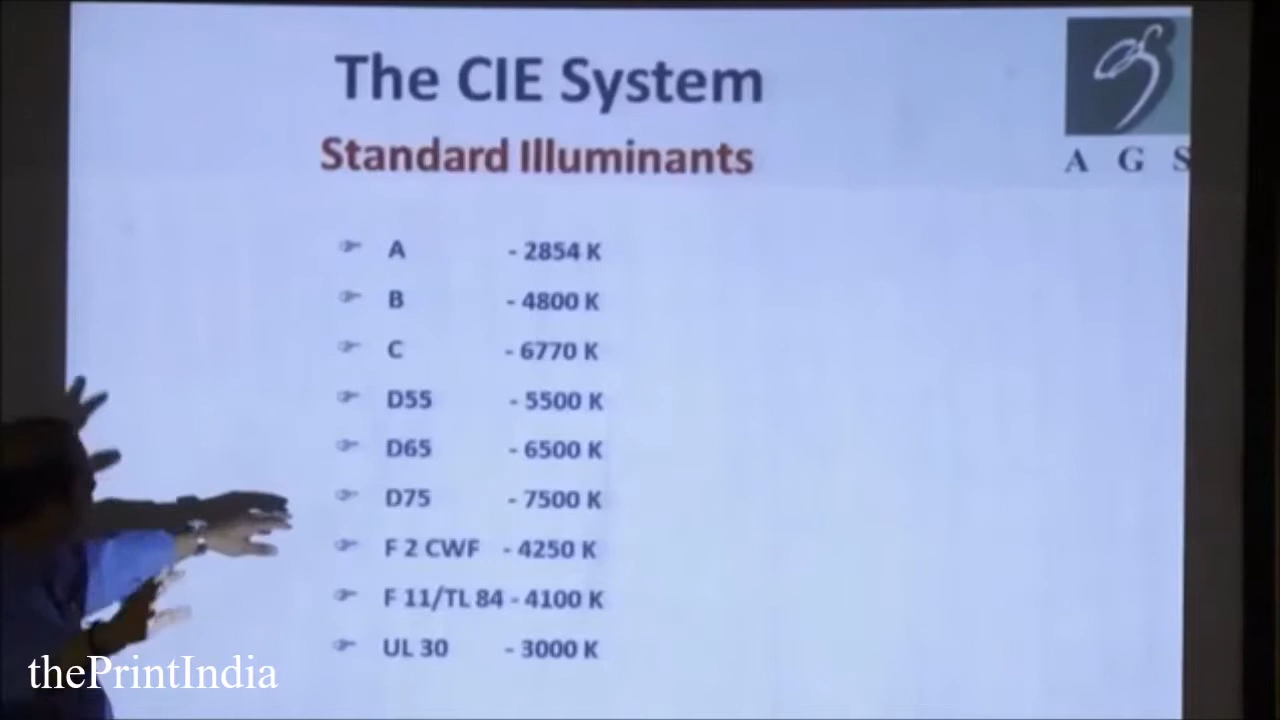 The CIE System
Standard Illuminants
A G S
A - 2854 K
B - 4800 K
C - 6770 K
D55 - 5500 K
D65 - 6500 K
D75 - 7500 K
F 2 CWF - 4250 K
F 11/TL 84 - 4100 K
UL 30 - 3000 K
thePrintIndia